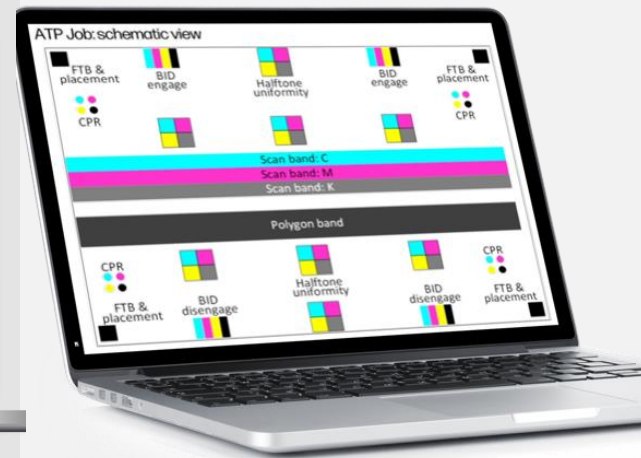 ATP Job: schematic view
FTB &
placement
BID
engage
Halftone
uniformity
BID
engage
FTB &
placement
CPR
CPR
Scan band: C
Scan band: M
Scan band: K
Polygon band
CPR
FTB &
placement
BID
disengage
Halftone
uniformity
BID
disengage
CPR
FTB &
placement